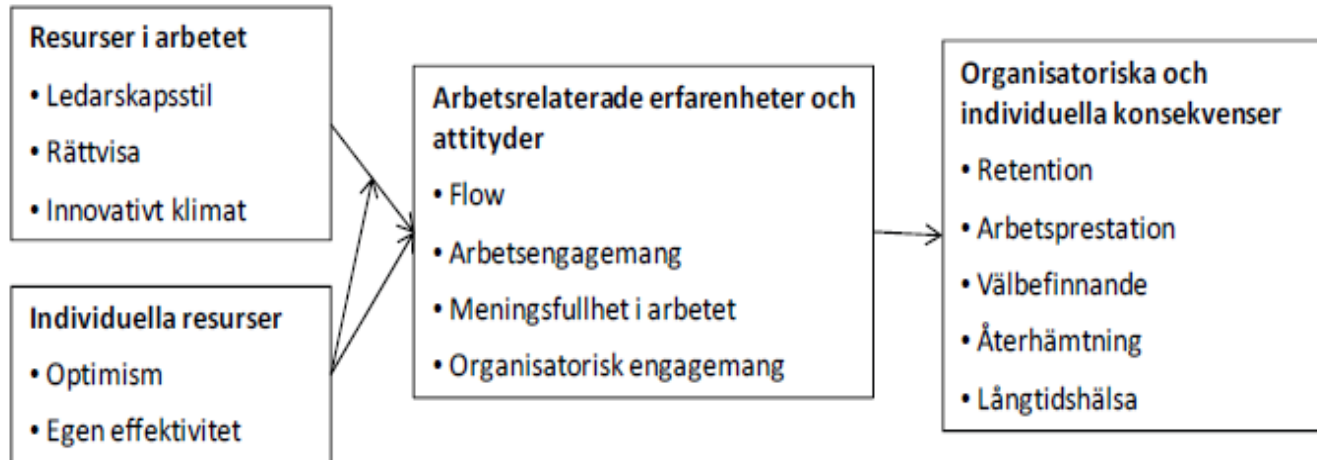 Resurser i arbetet
• Ledarskapsstil
• Rättvisa
• Innovativt klimat
Individuella resurser
• Optimism
• Egen effektivitet
Arbetsrelaterade erfarenheter och
attityder
• Flow
• Arbetsengagemang
• Meningsfullhet i arbetet
• Organisatorisk engagemang
Organisatoriska och
individuella konsekvenser
• Retention
• Arbetsprestation
• Välbefinnande
• Återhämtning
• Långtidshälsa